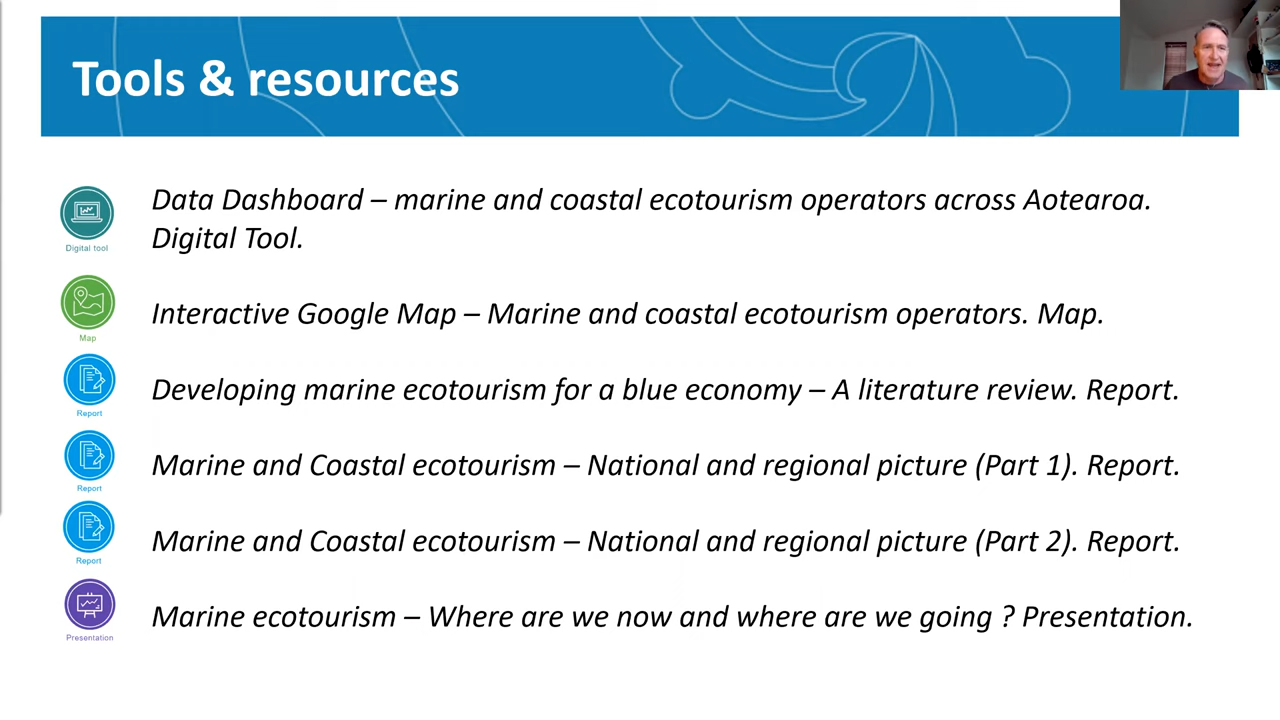 Tools & resources
Data Dashboard – marine and coastal ecotourism operators across Aotearoa.
Digital Tool.
Digital tool
Interactive Google Map – Marine and coastal ecotourism operators. Map.
Map
Developing marine ecotourism for a blue economy – A literature review. Report.
Report
Marine and Coastal ecotourism – National and regional picture (Part 1). Report.
Report
Marine and Coastal ecotourism – National and regional picture (Part 2). Report.
Report
Marine ecotourism – Where are we now and where are we going ? Presentation.
Presentation